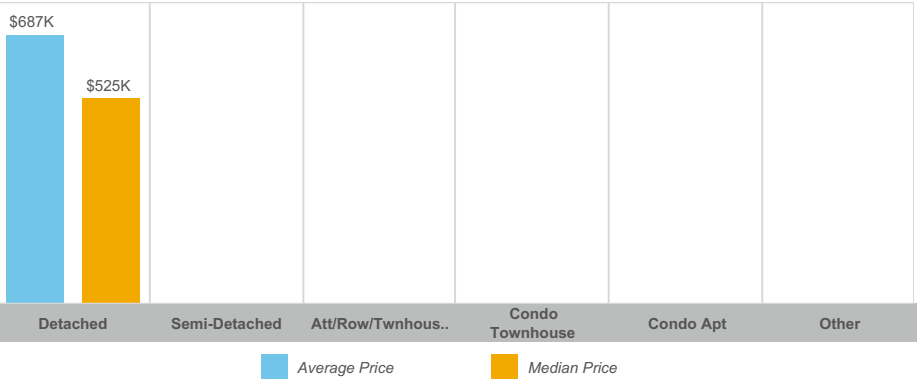 $687K
$525K
Detached
Semi-Detached
Att/Row/Twnhous..
Condo
Townhouse
Condo Apt
Other
Average Price
Median Price